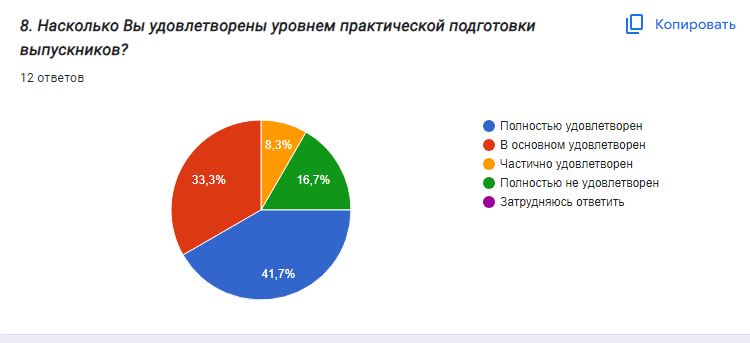 8. Насколько Вы удовлетворены уровнем практической подготовки
выпускников?
Копировать
12 ответов
8,3%
33,3%
16,7%
41,7%
Полностью удовлетворен
В основном удовлетворен
Частично удовлетворен
Полностью не удовлетворен
Затрудняюсь ответить